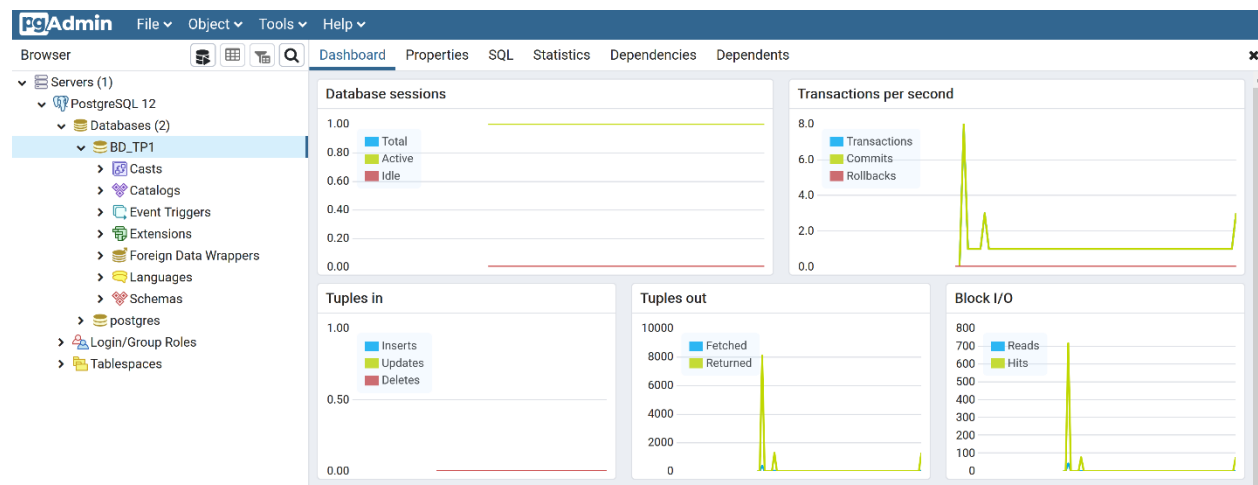 pgAdmin File Object Tools Help
Browser
Dashboard Properties SQL Statistics Dependencies Dependents
Servers (1)
PostgreSQL 12
Databases (2)
BD_TP1
Casts
Catalogs
Event Triggers
Extensions
Foreign Data Wrappers
Languages
Schemas
postgres
Login/Group Roles
Tablespaces
Database sessions
1.00
0.80
0.60
0.40
0.20
0.00
Total
Active
Idle
Transactions per second
8.0
6.0
4.0
2.0
0.0
Transactions
Commits
Rollbacks
Tuples in
1.00
0.50
0.00
Inserts
Updates
Deletes
Tuples out
10000
8000
6000
4000
2000
0
Fetched
Returned
Block I/O
800
700
600
500
400
300
200
100
0
Reads
Hits